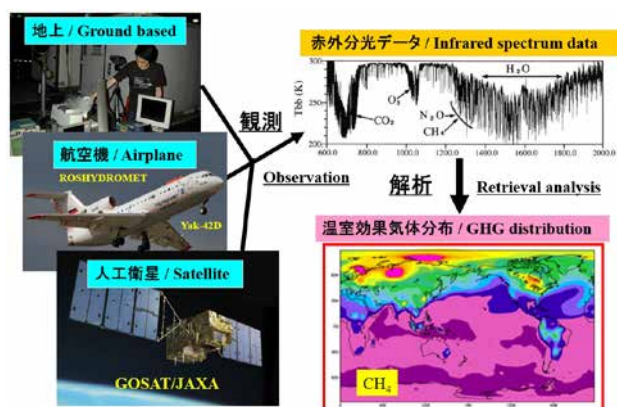 地上 / Ground based
航空機 / Airplane
ROSHYDROMET
Yak-42D
人工衛星 / Satellite
GOSAT/JAXA
観測
Observation
赤外分光データ / Infrared spectrum data
Tbb (K)
300
250
200
CO₂
O₃
N₂O
CH₄
H₂O
600.0 800.0 1000.0 1200.0 1400.0 1600.0 1800.0 2000.0
解析
Retrieval analysis
温室効果気体分布 / GHG distribution
CH₄